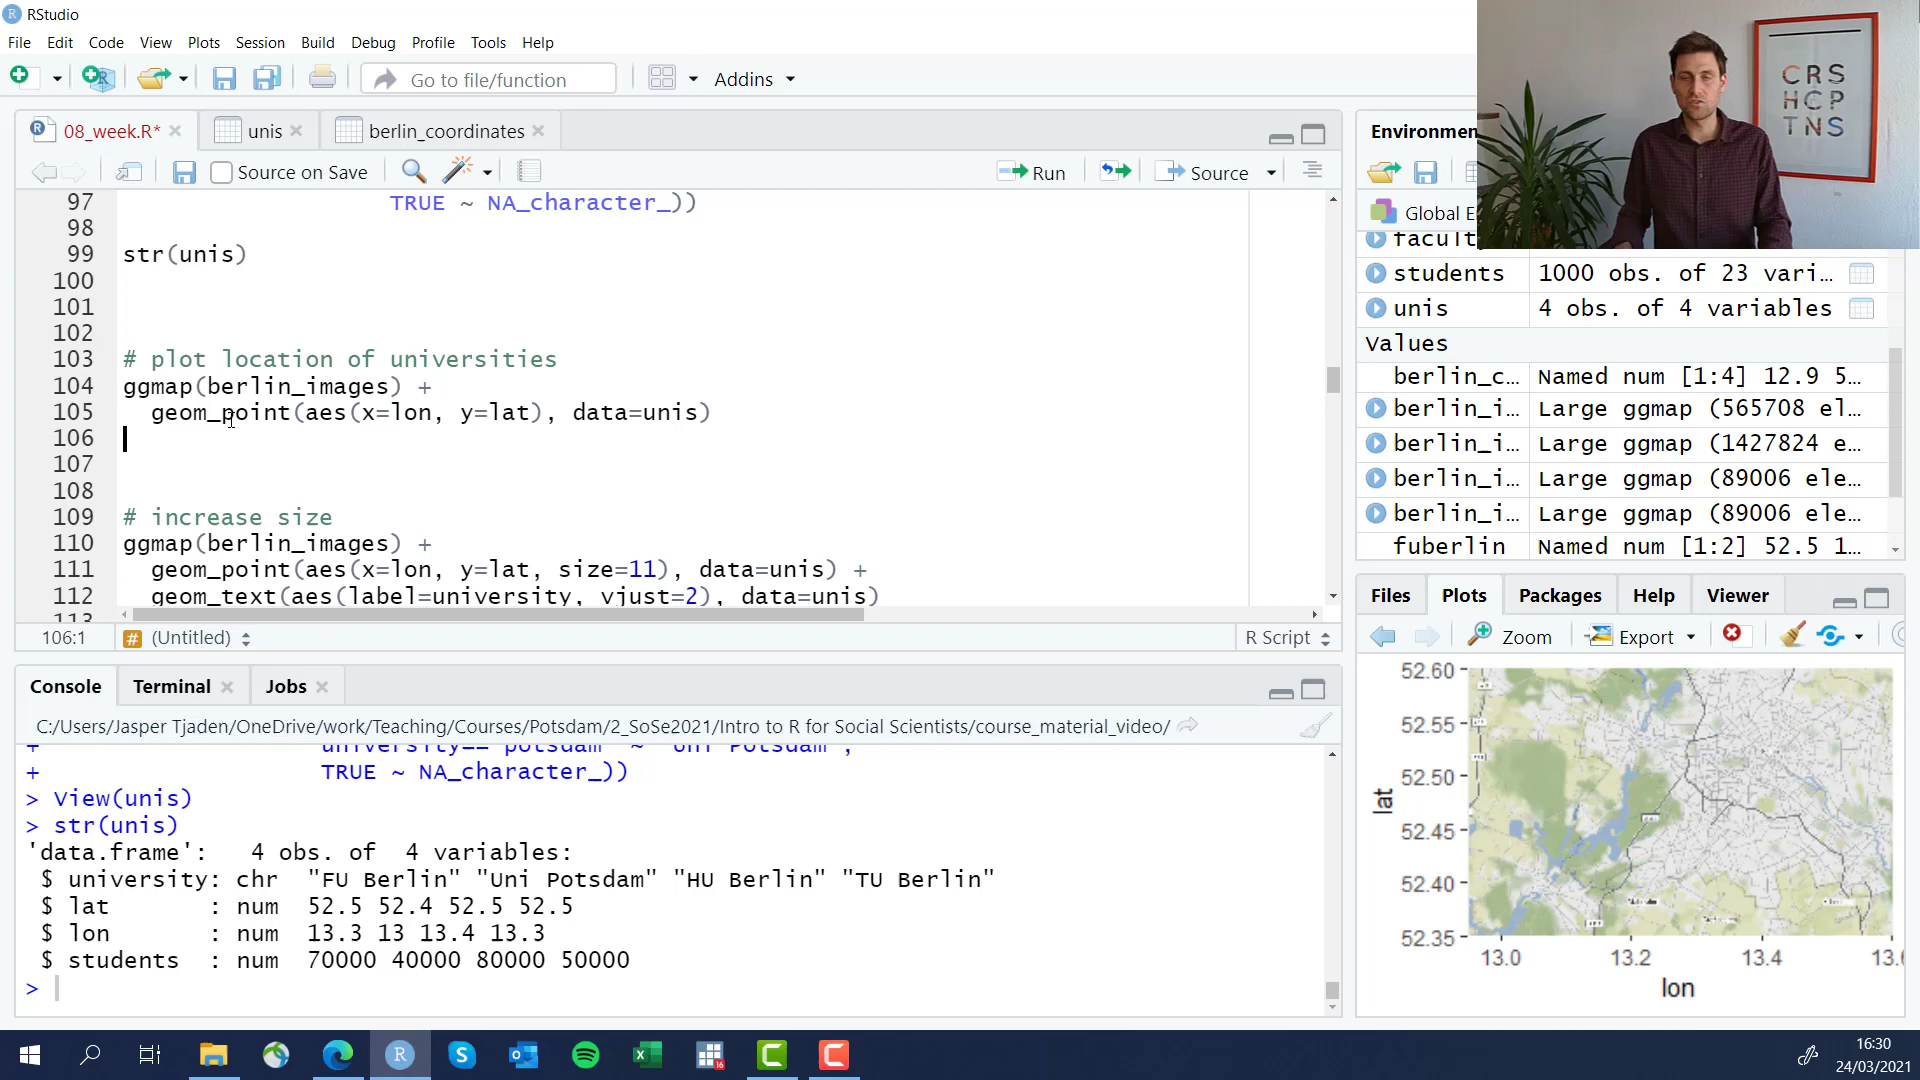 RStudio
File Edit Code View Plots Session Build Debug Profile Tools Help
Go to file/function
Addins
08_week.R*
unis
berlin_coordinates
Source on Save
Run
Source
97 TRUE ~ NA_character_))
98
99 str(unis)
100
101
102
103 # plot location of universities
104 ggmap(berlin_images) +
105 geom_point(aes(x=lon, y=lat), data=unis)
106
107
108
109 # increase size
110 ggmap(berlin_images) +
111 geom_point(aes(x=lon, y=lat, size=11), data=unis) +
112 geom_text(aes(label=university, vjust=2), data=unis)
113
106:1
# (Untitled)
R Script
Console Terminal Jobs
C:/Users/Jasper Tjaden/OneDrive/work/Teaching/Courses/Potsdam/2_SoSe2021/Intro to R for Social Scientists/course_material_video/
+ university=="potsdam" ~ "Uni Potsdam",
+ TRUE ~ NA_character_))
> View(unis)
> str(unis)
'data.frame': 4 obs. of 4 variables:
$ university: chr "FU Berlin" "Uni Potsdam" "HU Berlin" "TU Berlin"
$ lat : num 52.5 52.4 52.5 52.5
$ lon : num 13.3 13 13.4 13.3
$ students : num 70000 40000 80000 50000
>
Environmen
Global E
facult
students 1000 obs. of 23 vari…
unis 4 obs. of 4 variables
Values
berlin_c… Named num [1:4] 12.9 5…
berlin_i… Large ggmap (565708 el…
berlin_i… Large ggmap (1427824 e…
berlin_i… Large ggmap (89006 ele…
berlin_i… Large ggmap (89006 ele…
fuberlin Named num [1:2] 52.5 1…
Files Plots Packages Help Viewer
Zoom
Export
52.60
52.55
52.50
52.45
52.40
52.35
lat
13.0 13.2 13.4 13.6
lon
CRS
HCP
TNS
16:30
24/03/2021